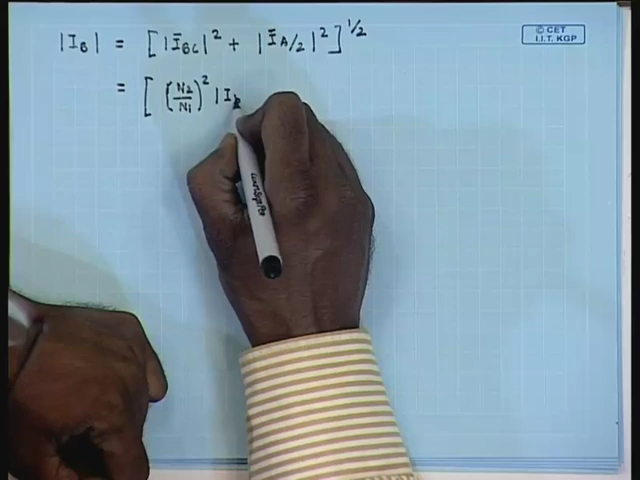 |I_B| = [ |Ī_BC|² + |Ī_A/2|² ]^1/2
= [ (N₂/N₁)² |I
© CET
I.I.T. KGP